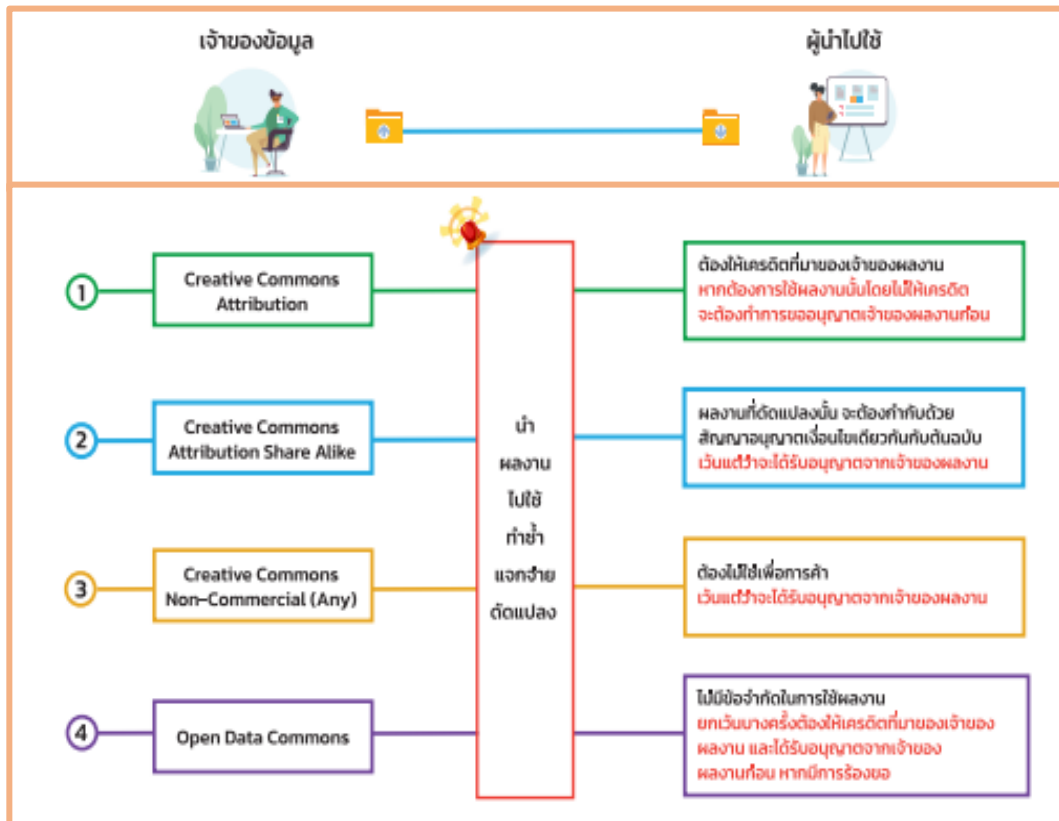 เจ้าของข้อมูล
ผู้นำไปใช้
1
Creative Commons
Attribution
ต้องให้เครดิตที่มาของเจ้าของผลงาน
หากต้องการใช้ผลงานนั้นโดยไม่ให้เครดิต
จะต้องทำการขออนุญาตเจ้าของผลงานก่อน
2
Creative Commons
Attribution Share Alike
ผลงานที่ดัดแปลงนั้น จะต้องกำกับด้วย
สัญญาอนุญาตเงื่อนไขเดียวกันกับต้นฉบับ
เว้นแต่ว่าจะได้รับอนุญาตจากเจ้าของผลงาน
นำ
ผลงาน
ไปใช้
ทำซ้ำ
แจกจ่าย
ดัดแปลง
3
Creative Commons
Non-Commercial (Any)
ต้องไม่ใช้เพื่อการค้า
เว้นแต่ว่าจะได้รับอนุญาตจากเจ้าของผลงาน
4
Open Data Commons
ไม่มีข้อจำกัดในการใช้ผลงาน
ยกเว้นบางครั้งต้องให้เครดิตที่มาของเจ้าของ
ผลงาน และได้รับอนุญาตจากเจ้าของ
ผลงานก่อน หากมีการร้องขอ